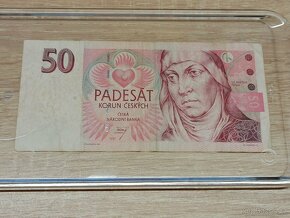 50
PADESÁT
KORUN ČESKÝCH
ČESKÁ
NÁRODNÍ BANKA